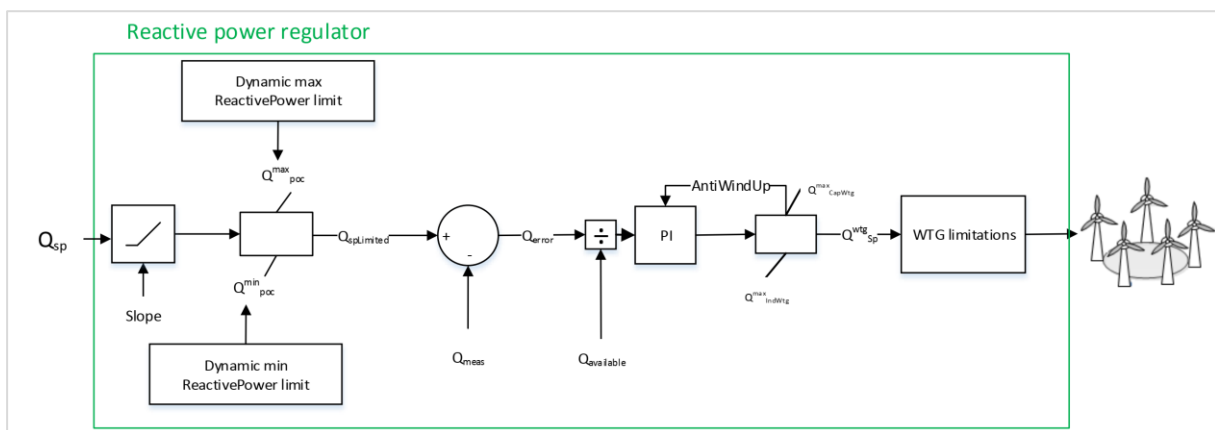 Reactive power regulator
Dynamic max
ReactivePower limit
Q^max_poc
AntiWindUp
Q^max_CapWtg
Q_sp
Q_spLimited
+
-
Q_error
÷
PI
Q^wtg_Sp
WTG limitations
Q^min_poc
Q^max_IndWtg
Slope
Dynamic min
ReactivePower limit
Q_meas
Q_available